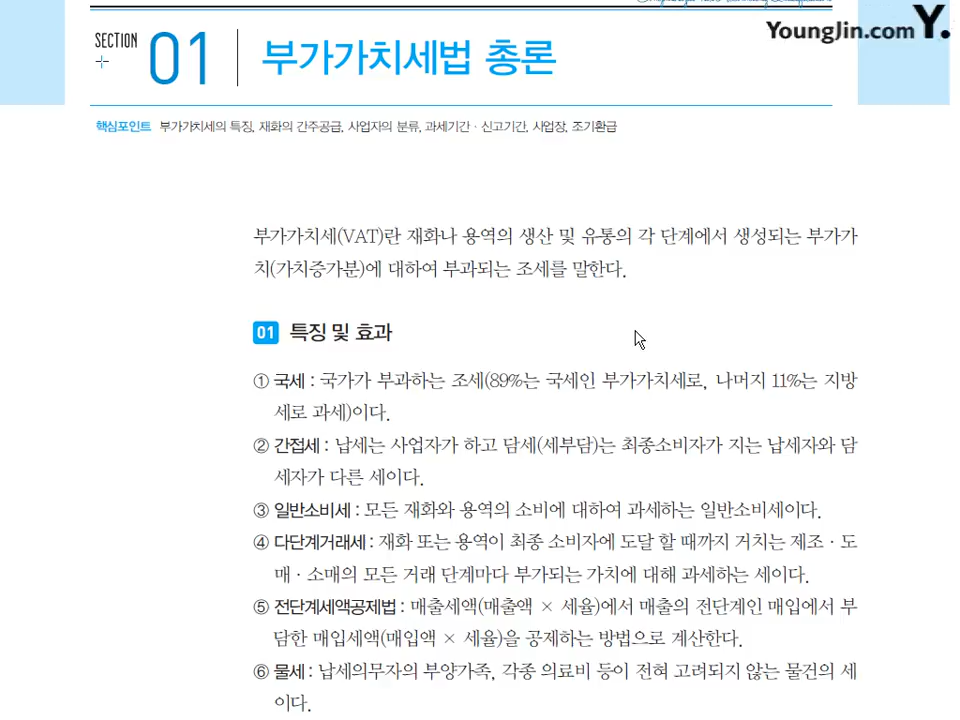 YoungJin.com Y.
SECTION
01
부가가치세법 총론
핵심포인트 부가가치세의 특징, 재화의 간주공급, 사업자의 분류, 과세기간 · 신고기간, 사업장, 조기환급
부가가치세(VAT)란 재화나 용역의 생산 및 유통의 각 단계에서 생성되는 부가가
치(가치증가분)에 대하여 부과되는 조세를 말한다.
01 특징 및 효과
① 국세 : 국가가 부과하는 조세(89%는 국세인 부가가치세로, 나머지 11%는 지방
세로 과세)이다.
② 간접세 : 납세는 사업자가 하고 담세(세부담)는 최종소비자가 지는 납세자와 담
세자가 다른 세이다.
③ 일반소비세 : 모든 재화와 용역의 소비에 대하여 과세하는 일반소비세이다.
④ 다단계거래세 : 재화 또는 용역이 최종 소비자에 도달 할 때까지 거치는 제조 · 도
매 · 소매의 모든 거래 단계마다 부가되는 가치에 대해 과세하는 세이다.
⑤ 전단계세액공제법 : 매출세액(매출액 × 세율)에서 매출의 전단계인 매입에서 부
담한 매입세액(매입액 × 세율)을 공제하는 방법으로 계산한다.
⑥ 물세 : 납세의무자의 부양가족, 각종 의료비 등이 전혀 고려되지 않는 물건의 세
이다.